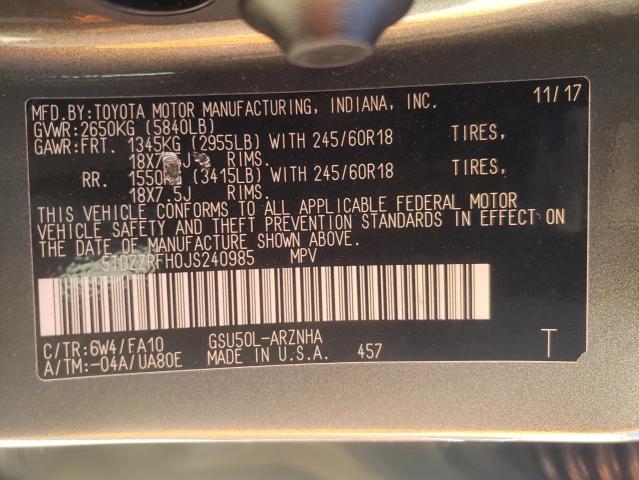 MFD.BY:TOYOTA MOTOR MANUFACTURING, INDIANA, INC. 11/17
GVWR:2650KG (5840LB)
GAWR:FRT. 1345KG (2955LB) WITH 245/60R18 TIRES,
RIMS.
RR. (3415LB) WITH 245/60R18 TIRES,
18X7.5J RIMS.
THIS VEHICLE CONFORMS TO ALL APPLICABLE FEDERAL MOTOR
VEHICLE SAFETY AND THEFT PREVENTION STANDARDS IN EFFECT ON
THE DATE OF MANUFACTURE SHOWN ABOVE.
5TDZZRFH0JS240985 MPV
C/TR:6W4/FA10 GSU50L-ARZNHA
A/TM:-04A/UA80E MADE IN U.S.A. 457 T